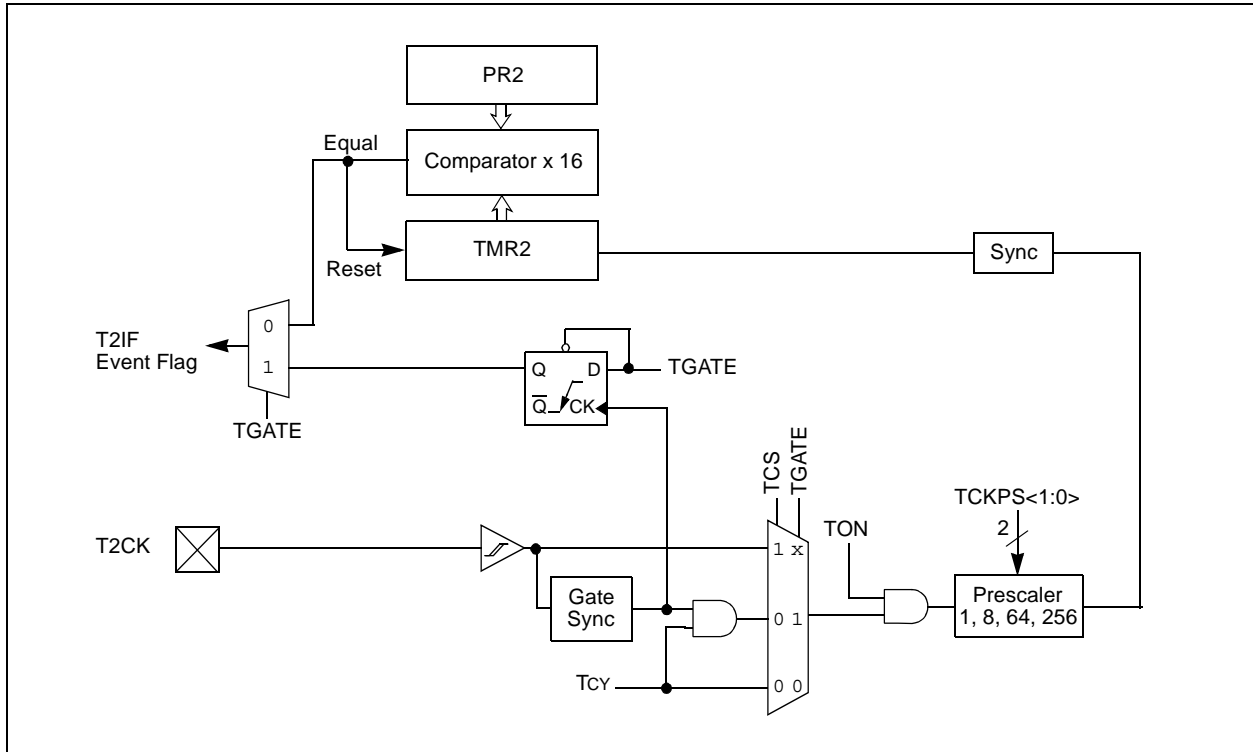 PR2
Equal
Comparator x 16
TMR2
Reset
Sync
0
T2IF
Event Flag
1
Q D
TGATE
Q CK
TGATE
TCS
TGATE
TCKPS<1:0>
TON
2
T2CK
1 x
Gate
Sync
Prescaler
1, 8, 64, 256
0 1
TCY
0 0